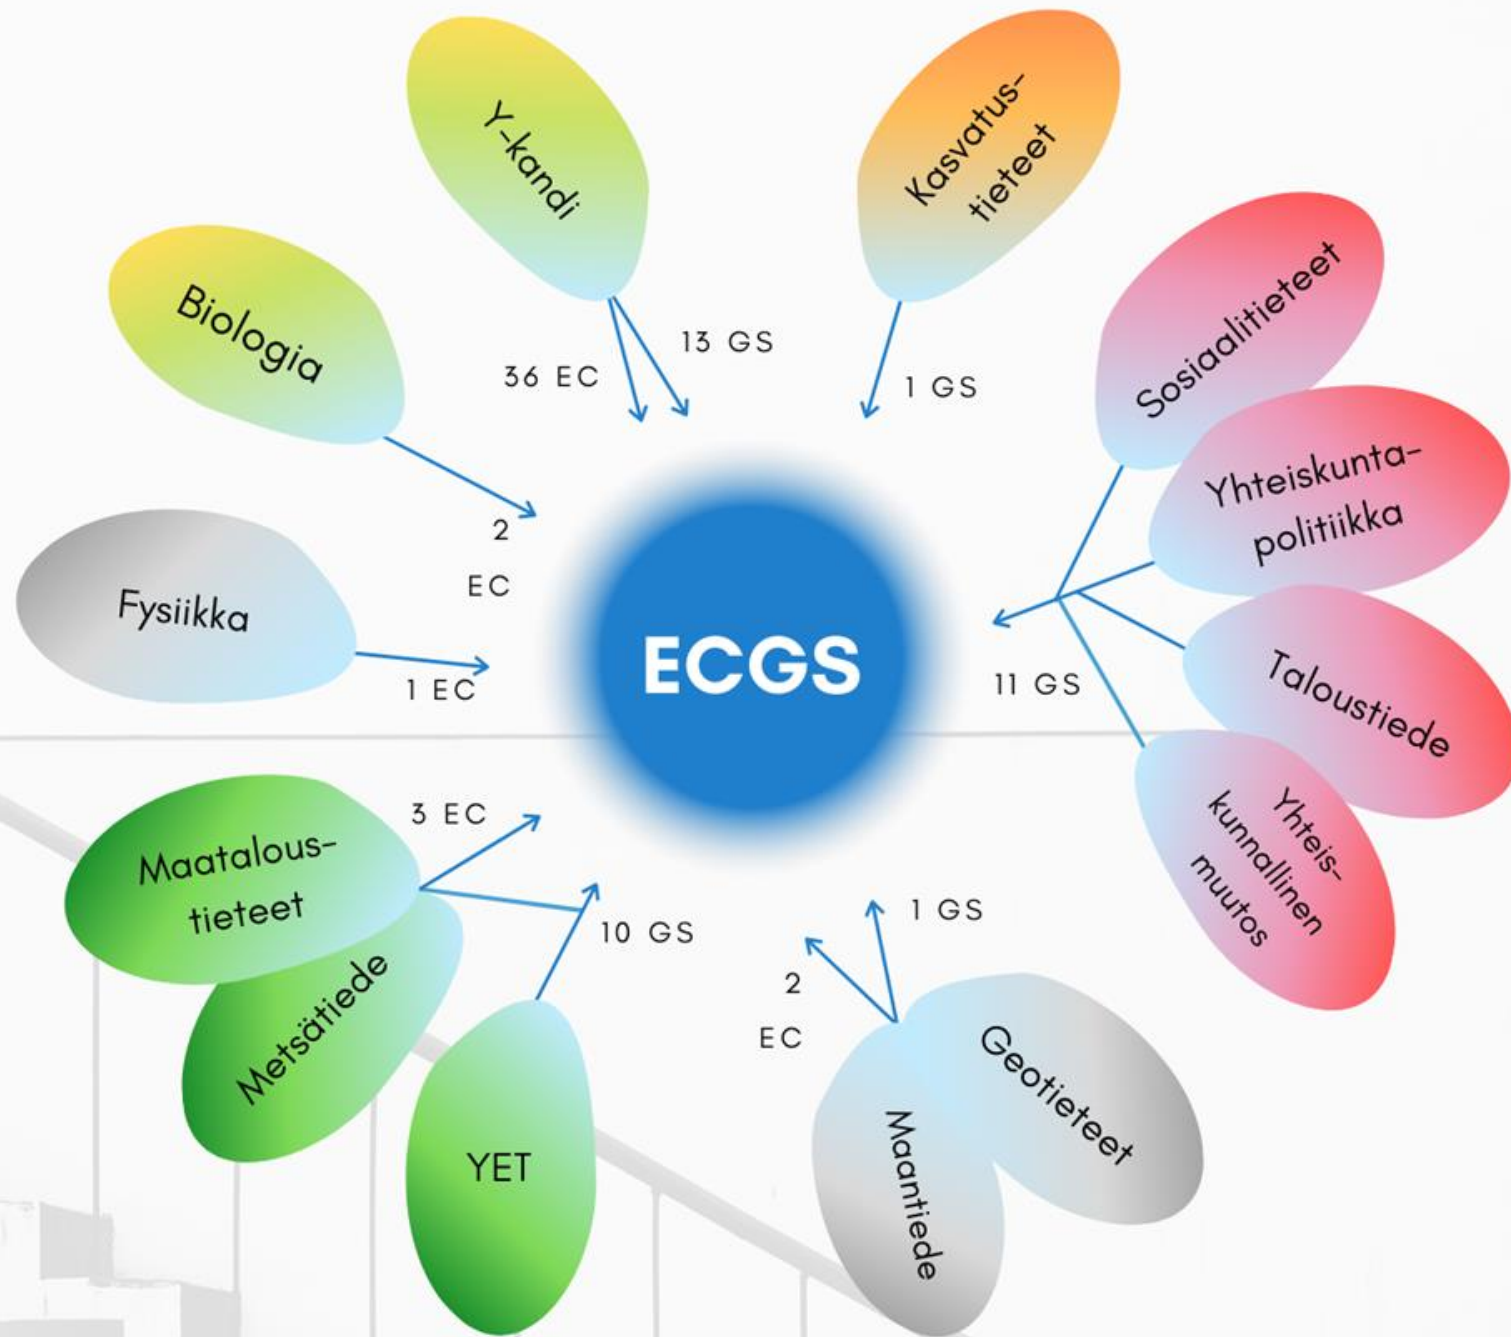 Y-kandi
Kasvatus-
tieteet
Biologia
13 GS
36 EC
1 GS
Sosiaalitieteet
Yhteiskunta-
politiikka
2
EC
Fysiikka
1 EC
ECGS
11 GS
Taloustiede
Yhteis-
kunnallinen
muutos
3 EC
Maatalous-
tieteet
10 GS
Metsätiede
YET
1 GS
2
EC
Geotieteet
Maantiede